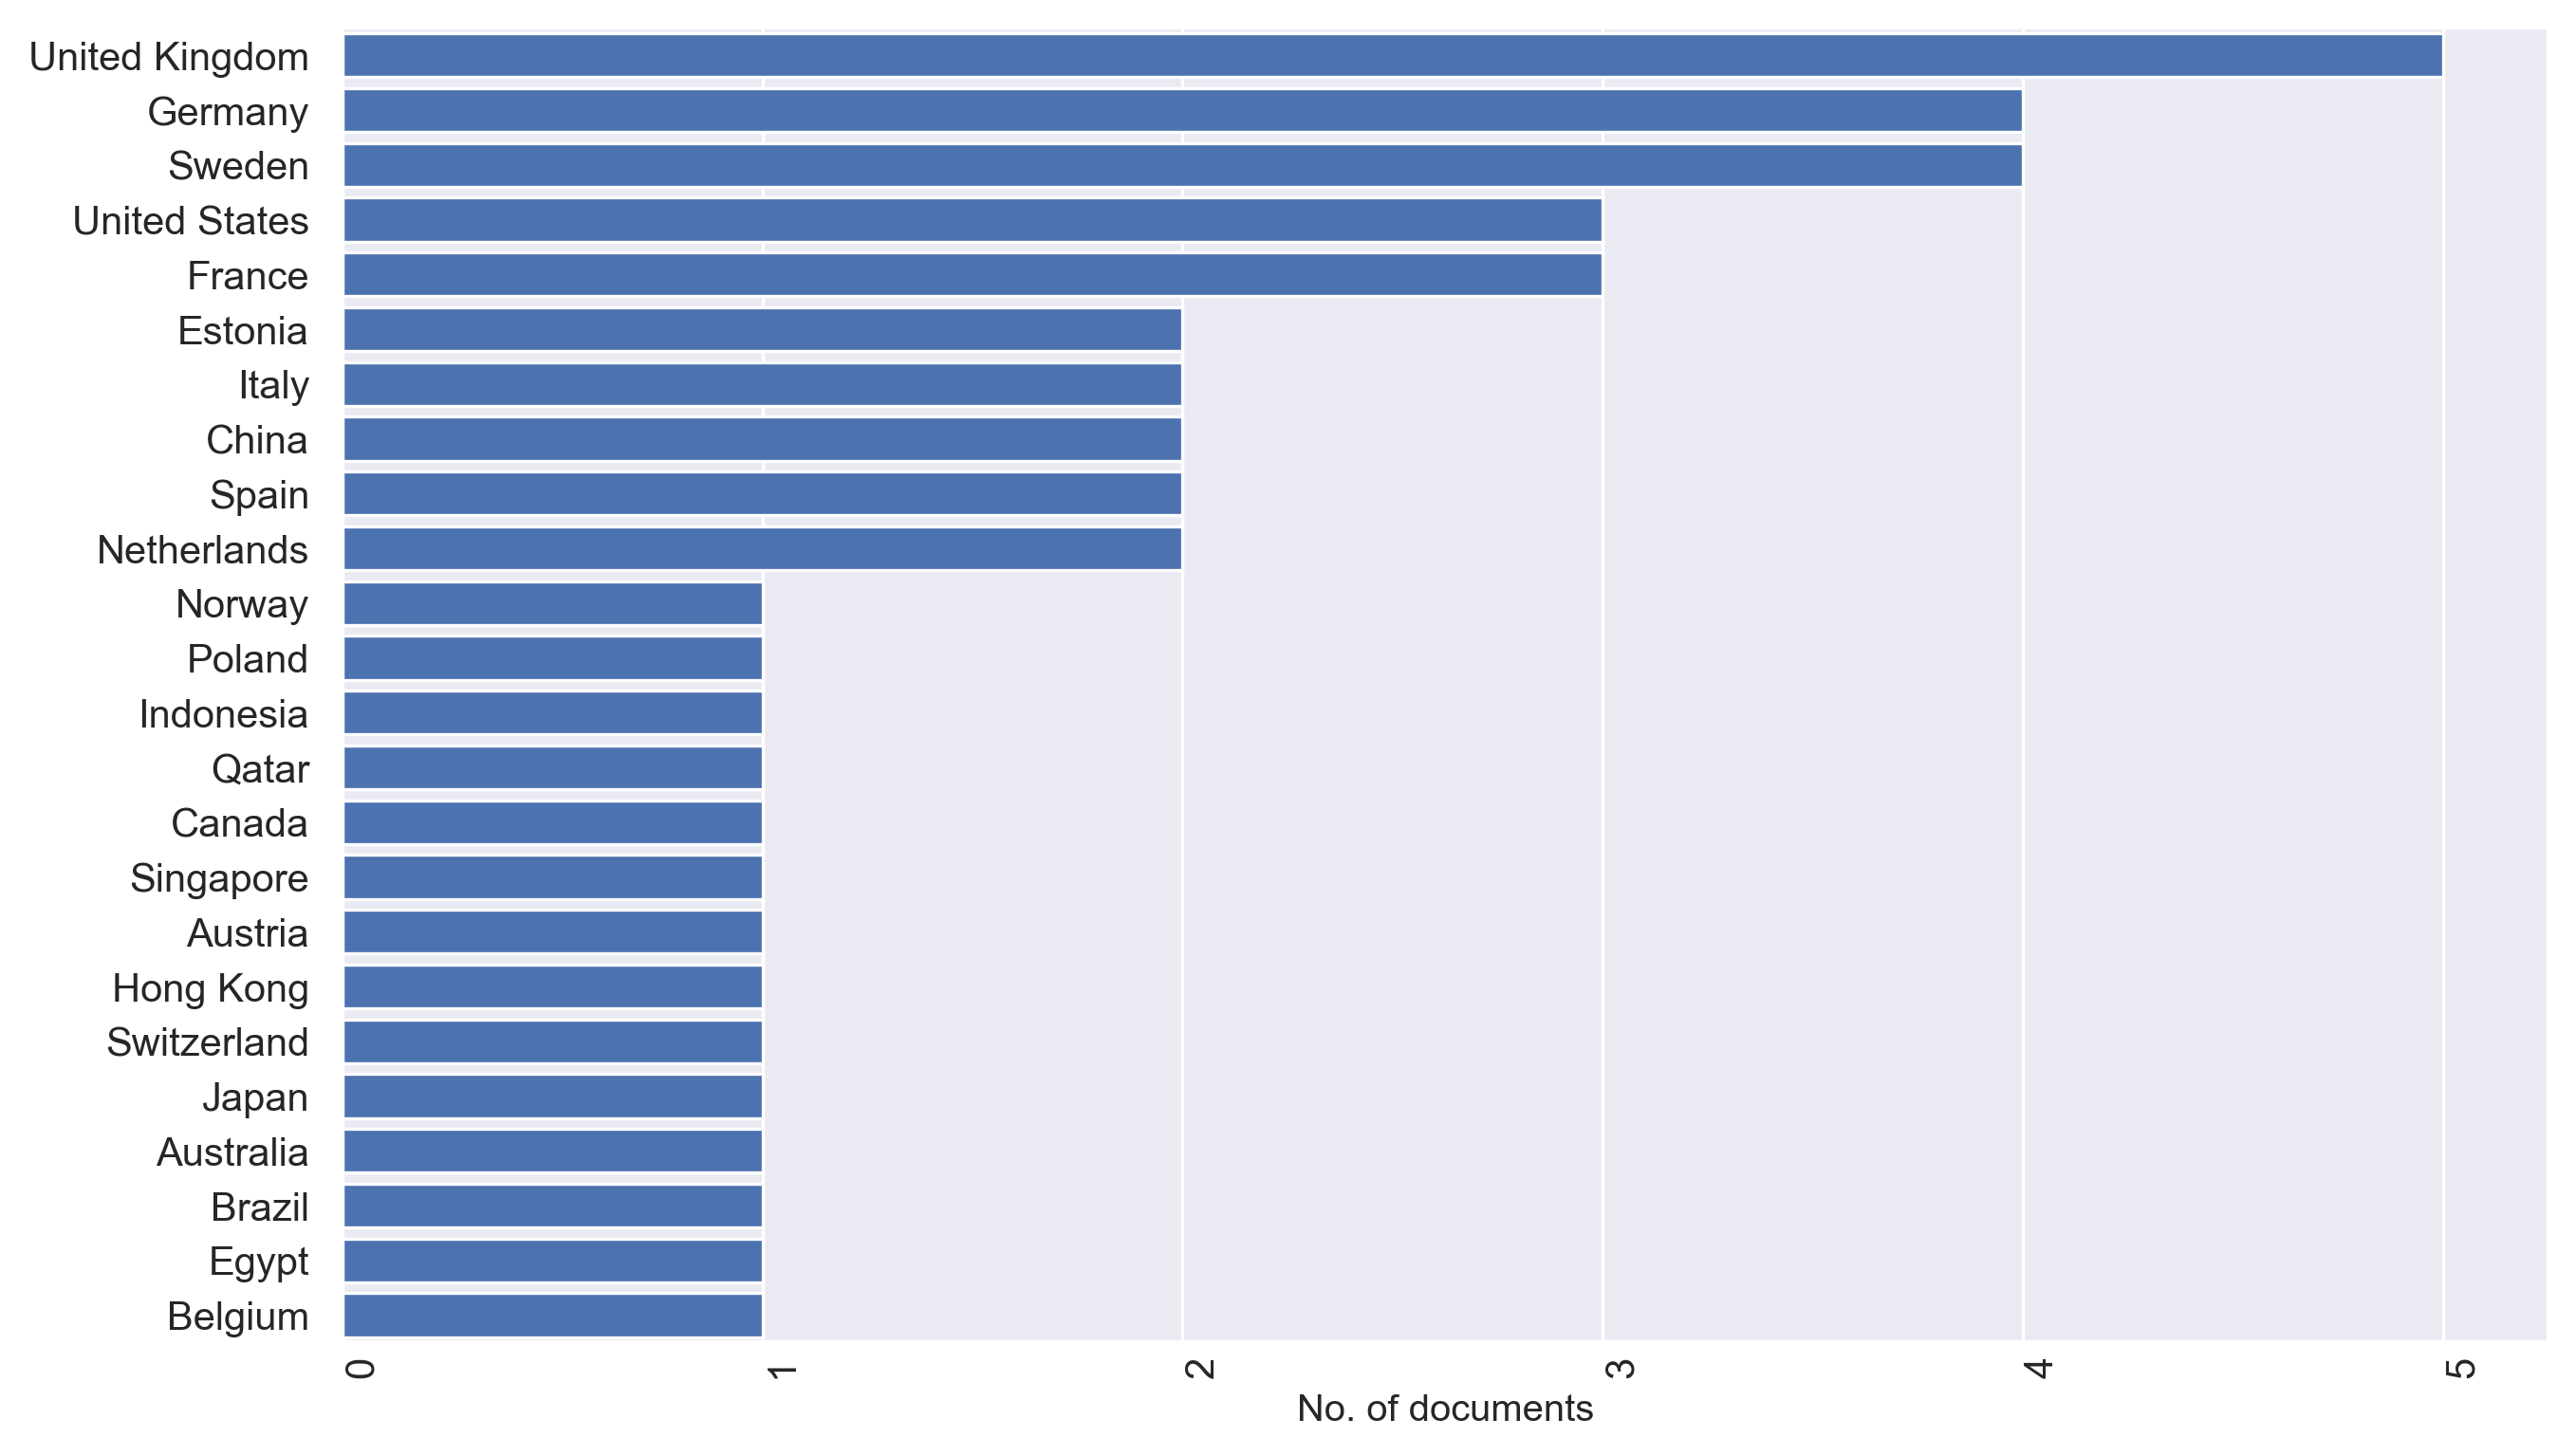 United Kingdom
Germany
Sweden
United States
France
Estonia
Italy
China
Spain
Netherlands
Norway
Poland
Indonesia
Qatar
Canada
Singapore
Austria
Hong Kong
Switzerland
Japan
Australia
Brazil
Egypt
Belgium
0 1 2 3 4 5
No. of documents